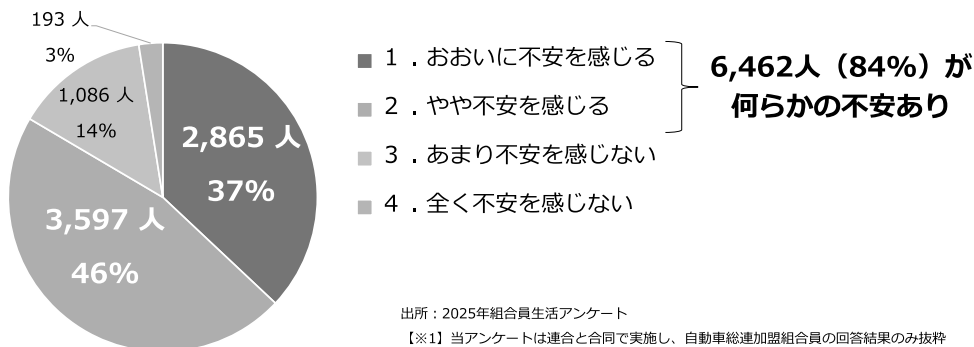 193 人
3%
1,086 人
14%
2,865 人
37%
3,597 人
46%
■ 1．おおいに不安を感じる
■ 2．やや不安を感じる
■ 3．あまり不安を感じない
■ 4．全く不安を感じない
6,462人（84%）が
何らかの不安あり
出所：2025年組合員生活アンケート
【※1】当アンケートは連合と合同で実施し、自動車総連加盟組合員の回答結果のみ抜粋